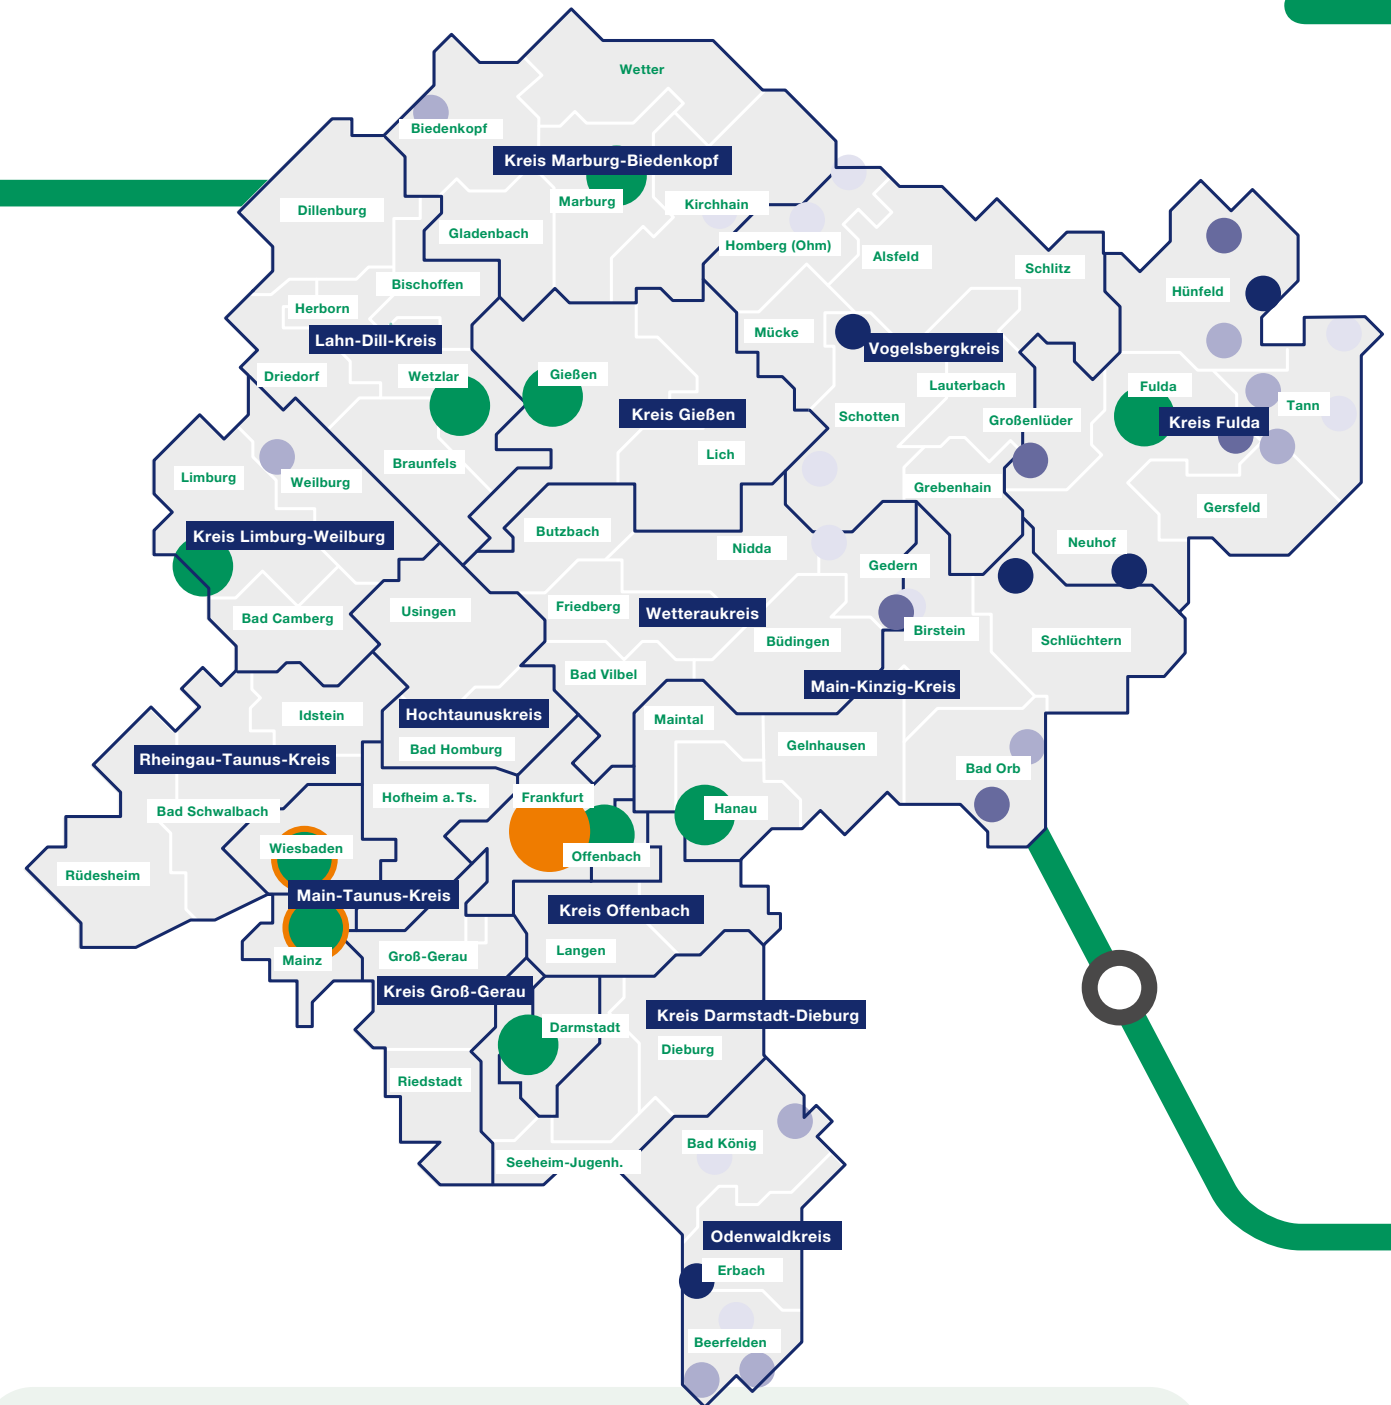 Wetter
Biedenkopf
Kreis Marburg-Biedenkopf
Marburg
Kirchhain
Dillenburg
Gladenbach
Homberg (Ohm)
Alsfeld
Schlitz
Bischoffen
Hünfeld
Herborn
Lahn-Dill-Kreis
Mücke
Vogelsbergkreis
Driedorf
Wetzlar
Gießen
Lauterbach
Fulda
Tann
Kreis Gießen
Schotten
Großenlüder
Kreis Fulda
Lich
Braunfels
Limburg
Weilburg
Grebenhain
Gersfeld
Kreis Limburg-Weilburg
Butzbach
Nidda
Neuhof
Gedern
Usingen
Friedberg
Wetteraukreis
Bad Camberg
Büdingen
Birstein
Schlüchtern
Bad Vilbel
Main-Kinzig-Kreis
Idstein
Hochtaunuskreis
Maintal
Bad Homburg
Gelnhausen
Rheingau-Taunus-Kreis
Bad Orb
Hofheim a. Ts.
Frankfurt
Hanau
Bad Schwalbach
Wiesbaden
Offenbach
Rüdesheim
Main-Taunus-Kreis
Kreis Offenbach
Mainz
Groß-Gerau
Langen
Kreis Groß-Gerau
Kreis Darmstadt-Dieburg
Darmstadt
Dieburg
Riedstadt
Bad König
Seeheim-Jugenh.
Odenwaldkreis
Erbach
Beerfelden